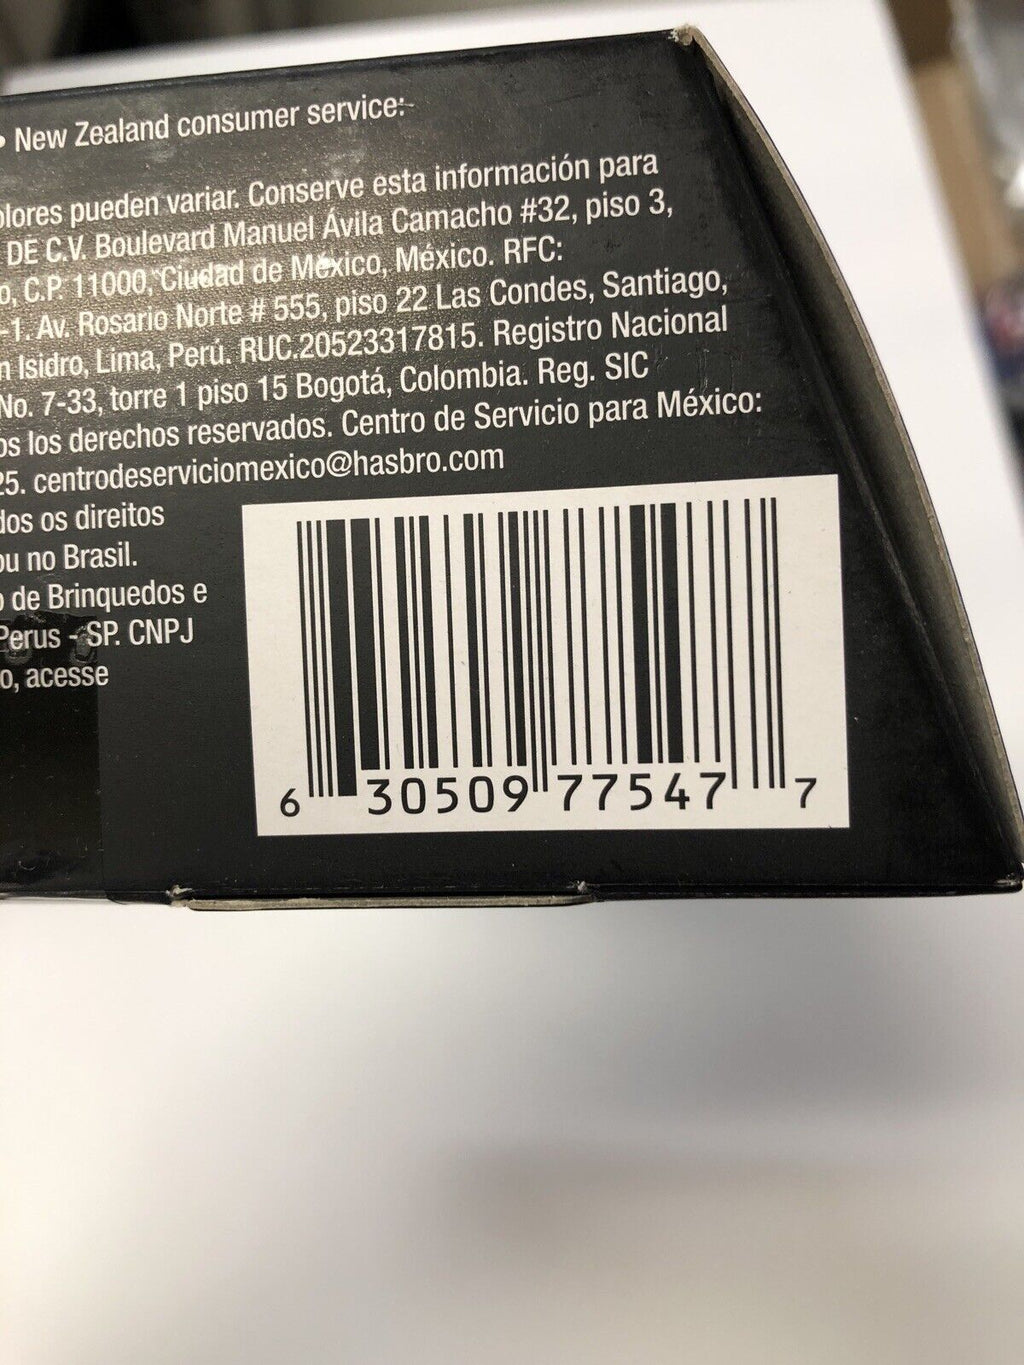 • New Zealand consumer service:
olores pueden variar. Conserve esta información para
DE C.V. Boulevard Manuel Ávila Camacho #32, piso 3,
o, C.P. 11000, Ciudad de México, México. RFC:
-1. Av. Rosario Norte # 555, piso 22 Las Condes, Santiago,
n Isidro, Lima, Perú. RUC.20523317815. Registro Nacional
No. 7-33, torre 1 piso 15 Bogotá, Colombia. Reg. SIC
os los derechos reservados. Centro de Servicio para México:
25. centrodeserviciomexico@hasbro.com
dos os direitos
ou no Brasil.
o de Brinquedos e
Perus - SP. CNPJ
o, acesse
6 30509 77547 7